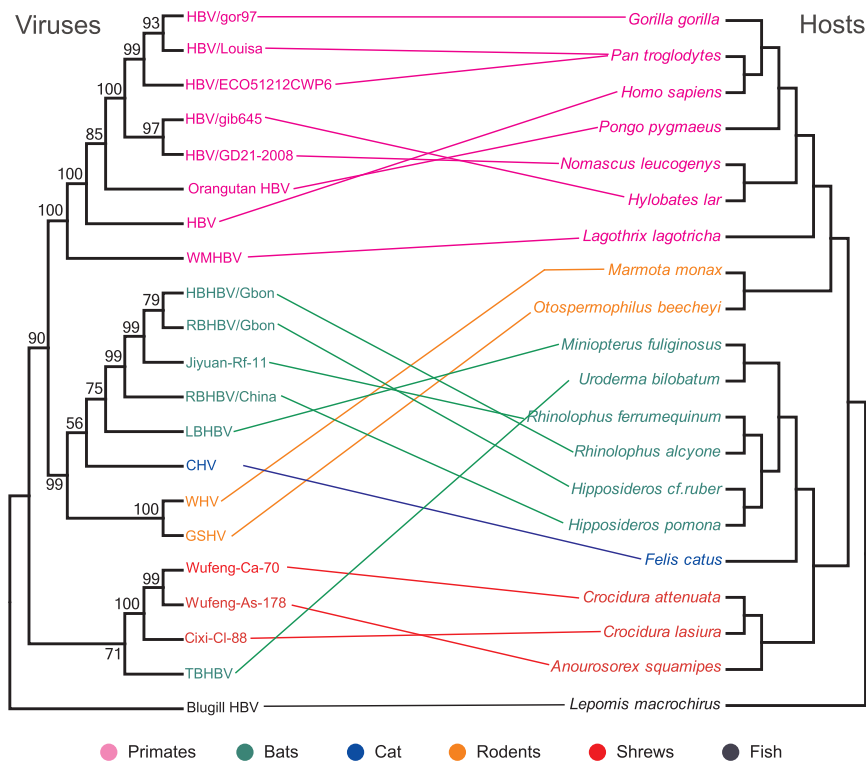 Viruses
Hosts
HBV/gor97
HBV/Louisa
HBV/ECO51212CWP6
HBV/gib645
HBV/GD21-2008
Orangutan HBV
HBV
WMHBV
HBHBV/Gbon
RBHBV/Gbon
Jiyuan-Rf-11
RBHBV/China
LBHBV
CHV
WHV
GSHV
Wufeng-Ca-70
Wufeng-As-178
Cixi-Cl-88
TBHBV
Blugill HBV
93
99
100
97
85
100
100
90
79
99
99
75
56
99
100
99
100
71
Gorilla gorilla
Pan troglodytes
Homo sapiens
Pongo pygmaeus
Nomascus leucogenys
Hylobates lar
Lagothrix lagotricha
Marmota monax
Otospermophilus beecheyi
Miniopterus fuliginosus
Uroderma bilobatum
Rhinolophus ferrumequinum
Rhinolophus alcyone
Hipposideros cf.ruber
Hipposideros pomona
Felis catus
Crocidura attenuata
Crocidura lasiura
Anourosorex squamipes
Lepomis macrochirus
Primates
Bats
Cat
Rodents
Shrews
Fish